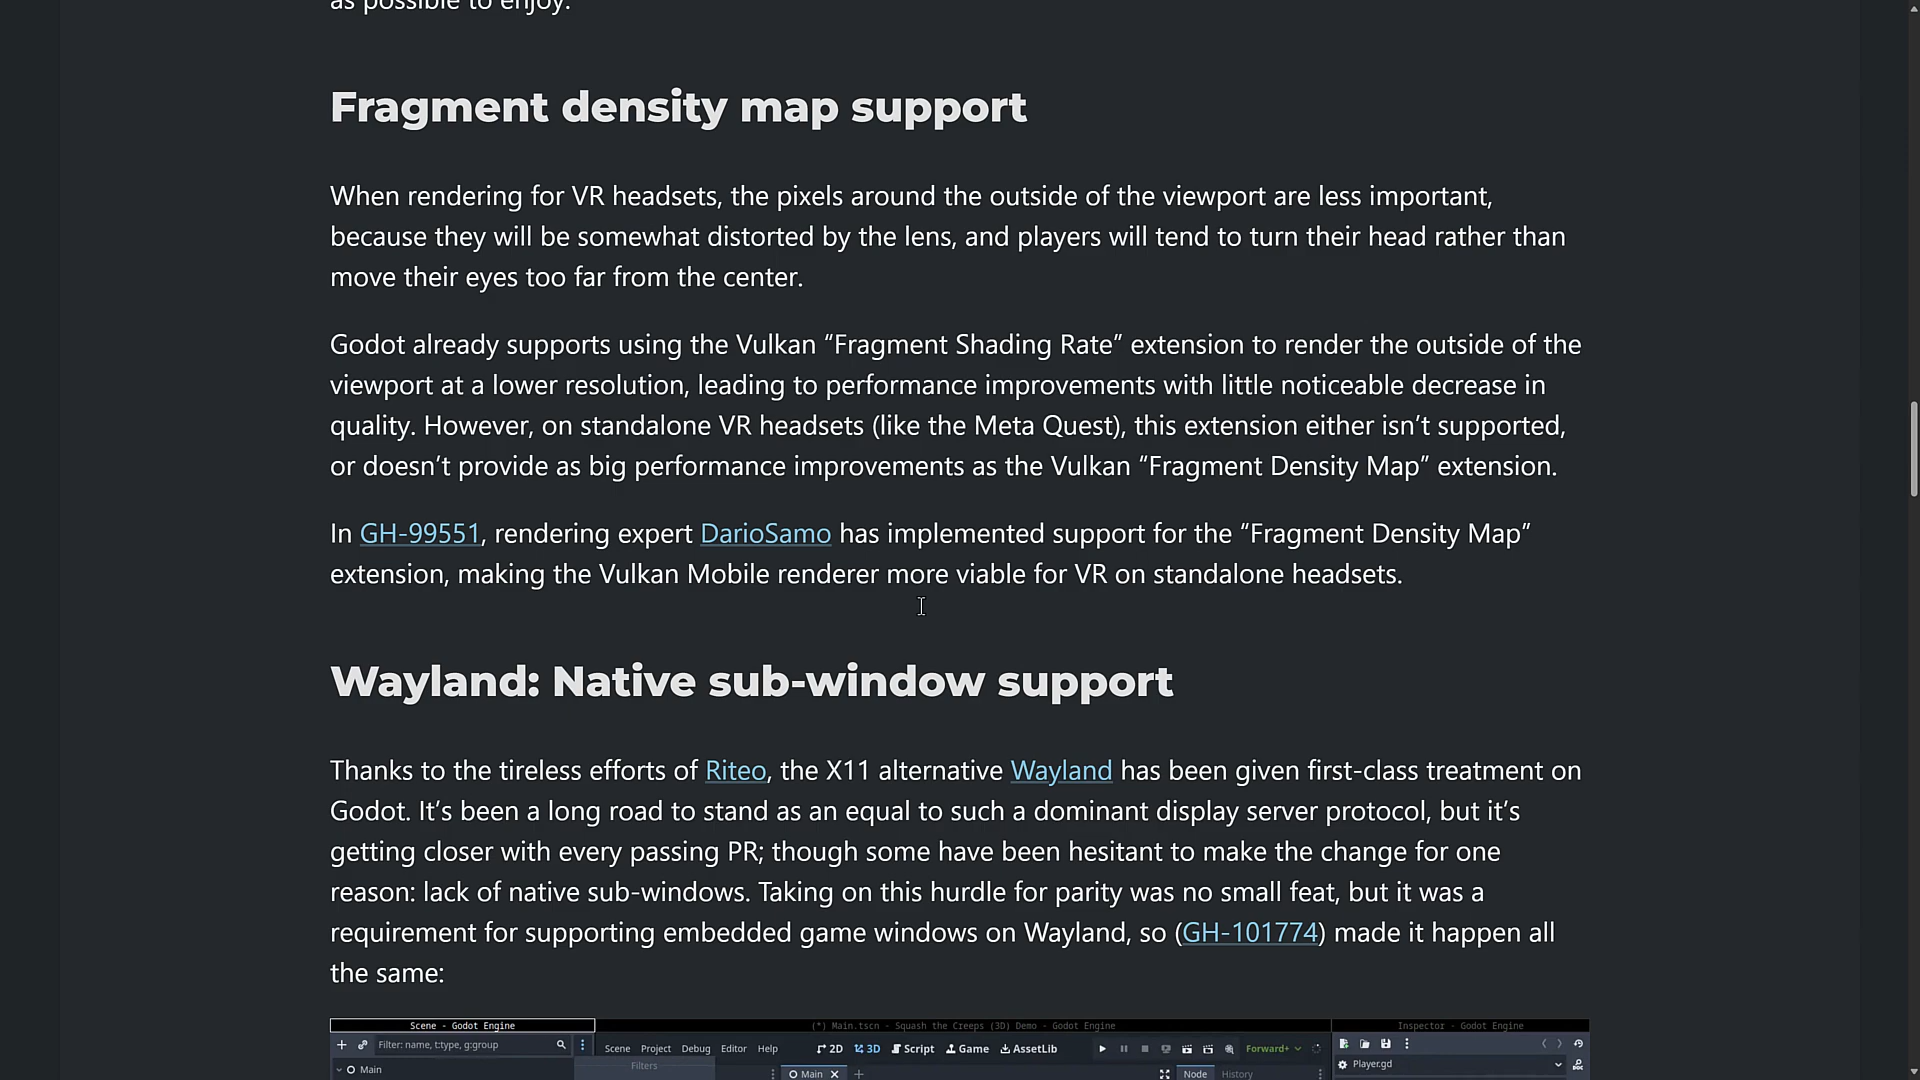 as possible to enjoy.
Fragment density map support
When rendering for VR headsets, the pixels around the outside of the viewport are less important,
because they will be somewhat distorted by the lens, and players will tend to turn their head rather than
move their eyes too far from the center.
Godot already supports using the Vulkan “Fragment Shading Rate” extension to render the outside of the
viewport at a lower resolution, leading to performance improvements with little noticeable decrease in
quality. However, on standalone VR headsets (like the Meta Quest), this extension either isn’t supported,
or doesn’t provide as big performance improvements as the Vulkan “Fragment Density Map” extension.
In GH-99551, rendering expert DarioSamo has implemented support for the “Fragment Density Map”
extension, making the Vulkan Mobile renderer more viable for VR on standalone headsets.
Wayland: Native sub-window support
Thanks to the tireless efforts of Riteo, the X11 alternative Wayland has been given first-class treatment on
Godot. It’s been a long road to stand as an equal to such a dominant display server protocol, but it’s
getting closer with every passing PR; though some have been hesitant to make the change for one
reason: lack of native sub-windows. Taking on this hurdle for parity was no small feat, but it was a
requirement for supporting embedded game windows on Wayland, so (GH-101774) made it happen all
the same:
Scene - Godot Engine (*) Main.tscn - Squash the Creeps (3D) Demo - Godot Engine Inspector - Godot Engine
Filter: name, t:type, g:group Scene Project Debug Editor Help 2D 3D Script Game AssetLib Forward+
Main Filters Main Node History Player.gd